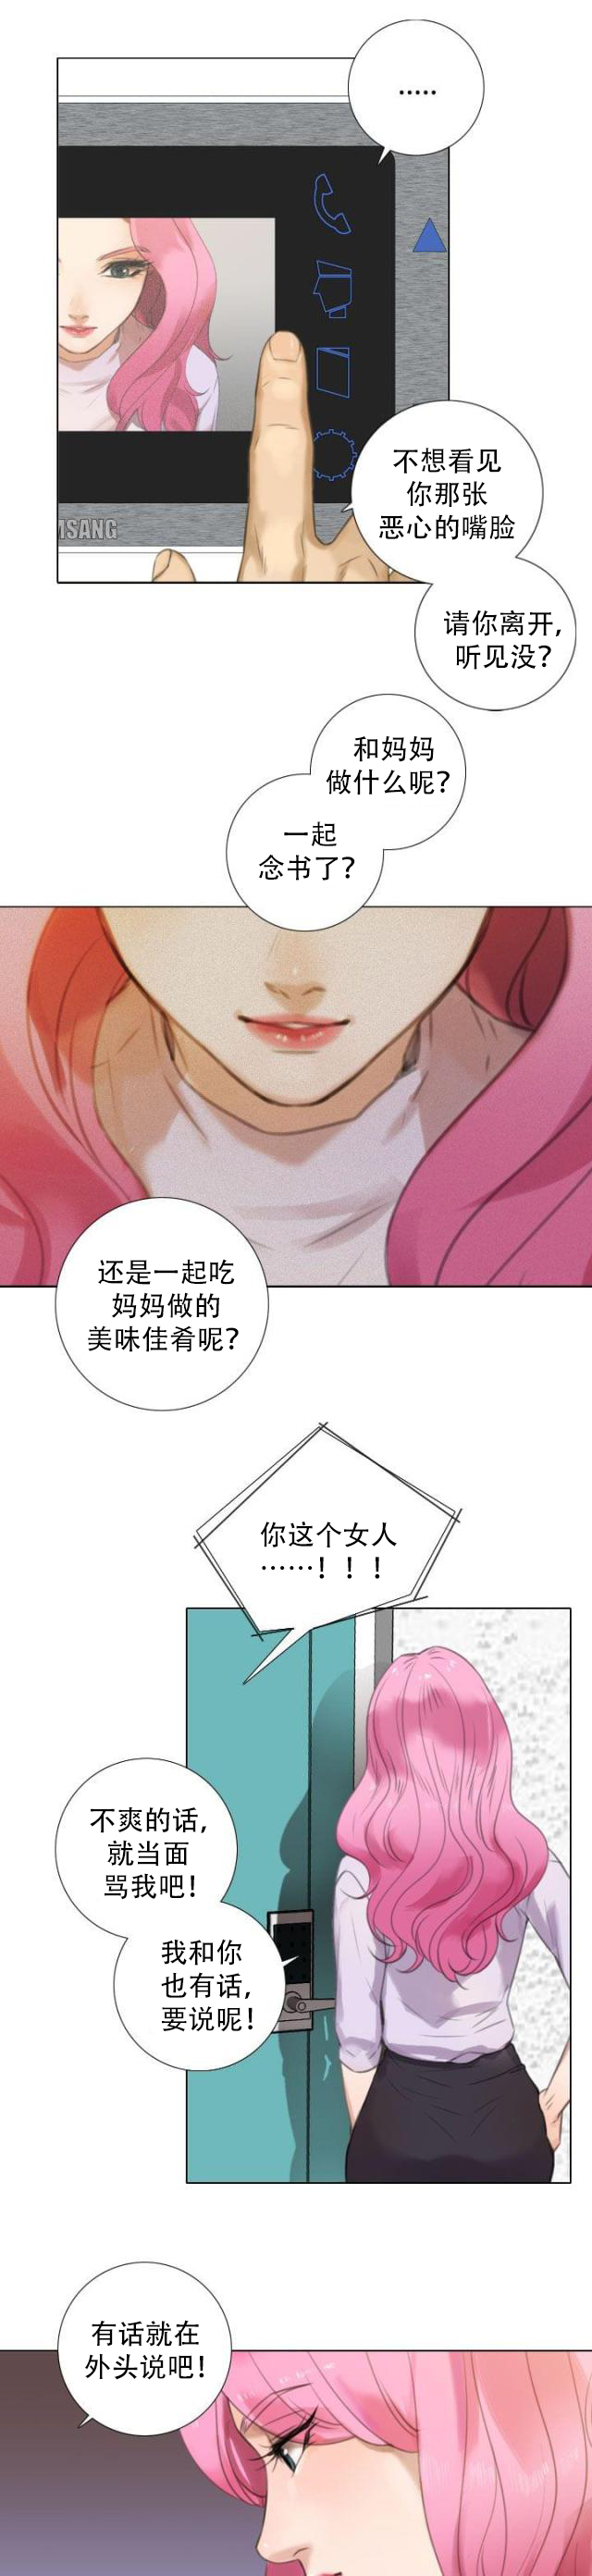 .....
MSANG
不想看见
你那张
恶心的嘴脸
请你离开,
听见没?
和妈妈
做什么呢?
一起
念书了?
还是一起吃
妈妈做的
美味佳肴呢?
你这个女人
……！！！
不爽的话,
就当面
骂我吧!
我和你
也有话,
要说呢!
有话就在
外头说吧!